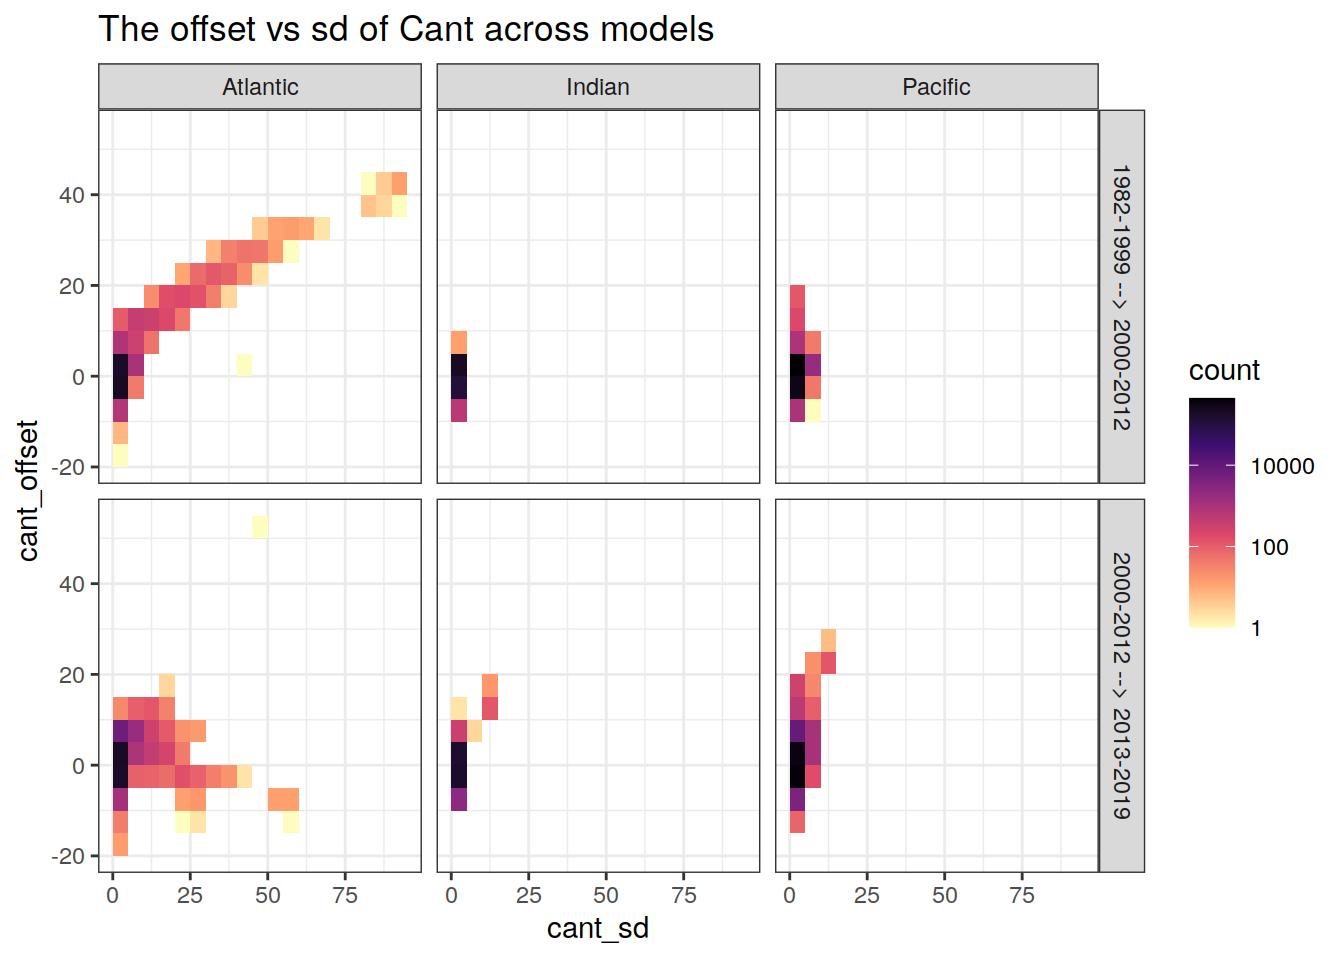 The offset vs sd of Cant across models
Atlantic
Indian
Pacific
40
20
0
-20
1982-1999 --> 2000-2012
40
20
0
-20
2000-2012 --> 2013-2019
0
25
50
75
0
25
50
75
0
25
50
75
cant_sd
cant_offset
count
10000
100
1